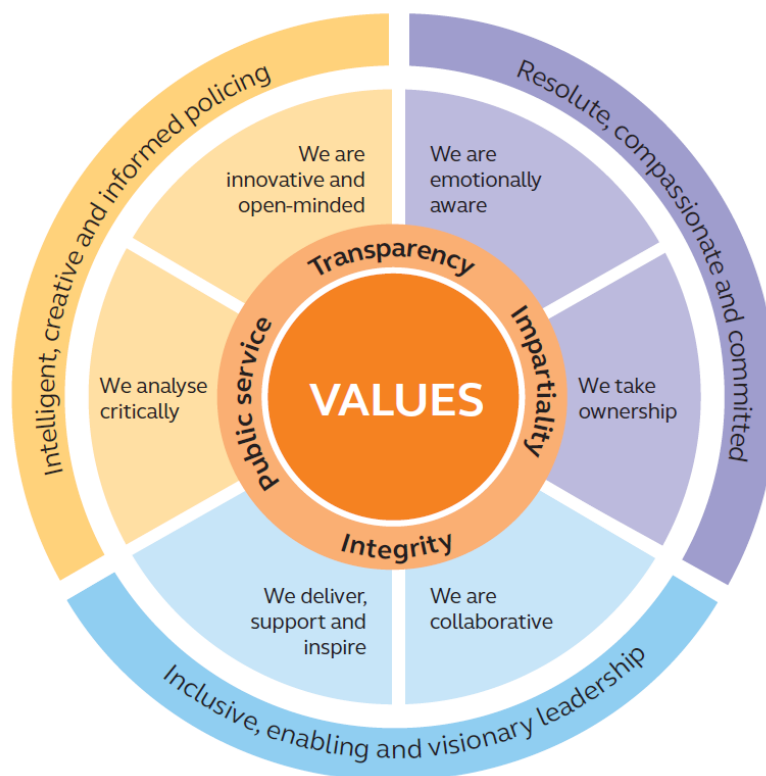 Intelligent, creative and informed policing
Resolute, compassionate and committed
We are
innovative and
open-minded
We are
emotionally
aware
Transparency
Public service
Impartiality
VALUES
We analyse
critically
We take
ownership
Integrity
We deliver,
support and
inspire
We are
collaborative
Inclusive, enabling and visionary leadership